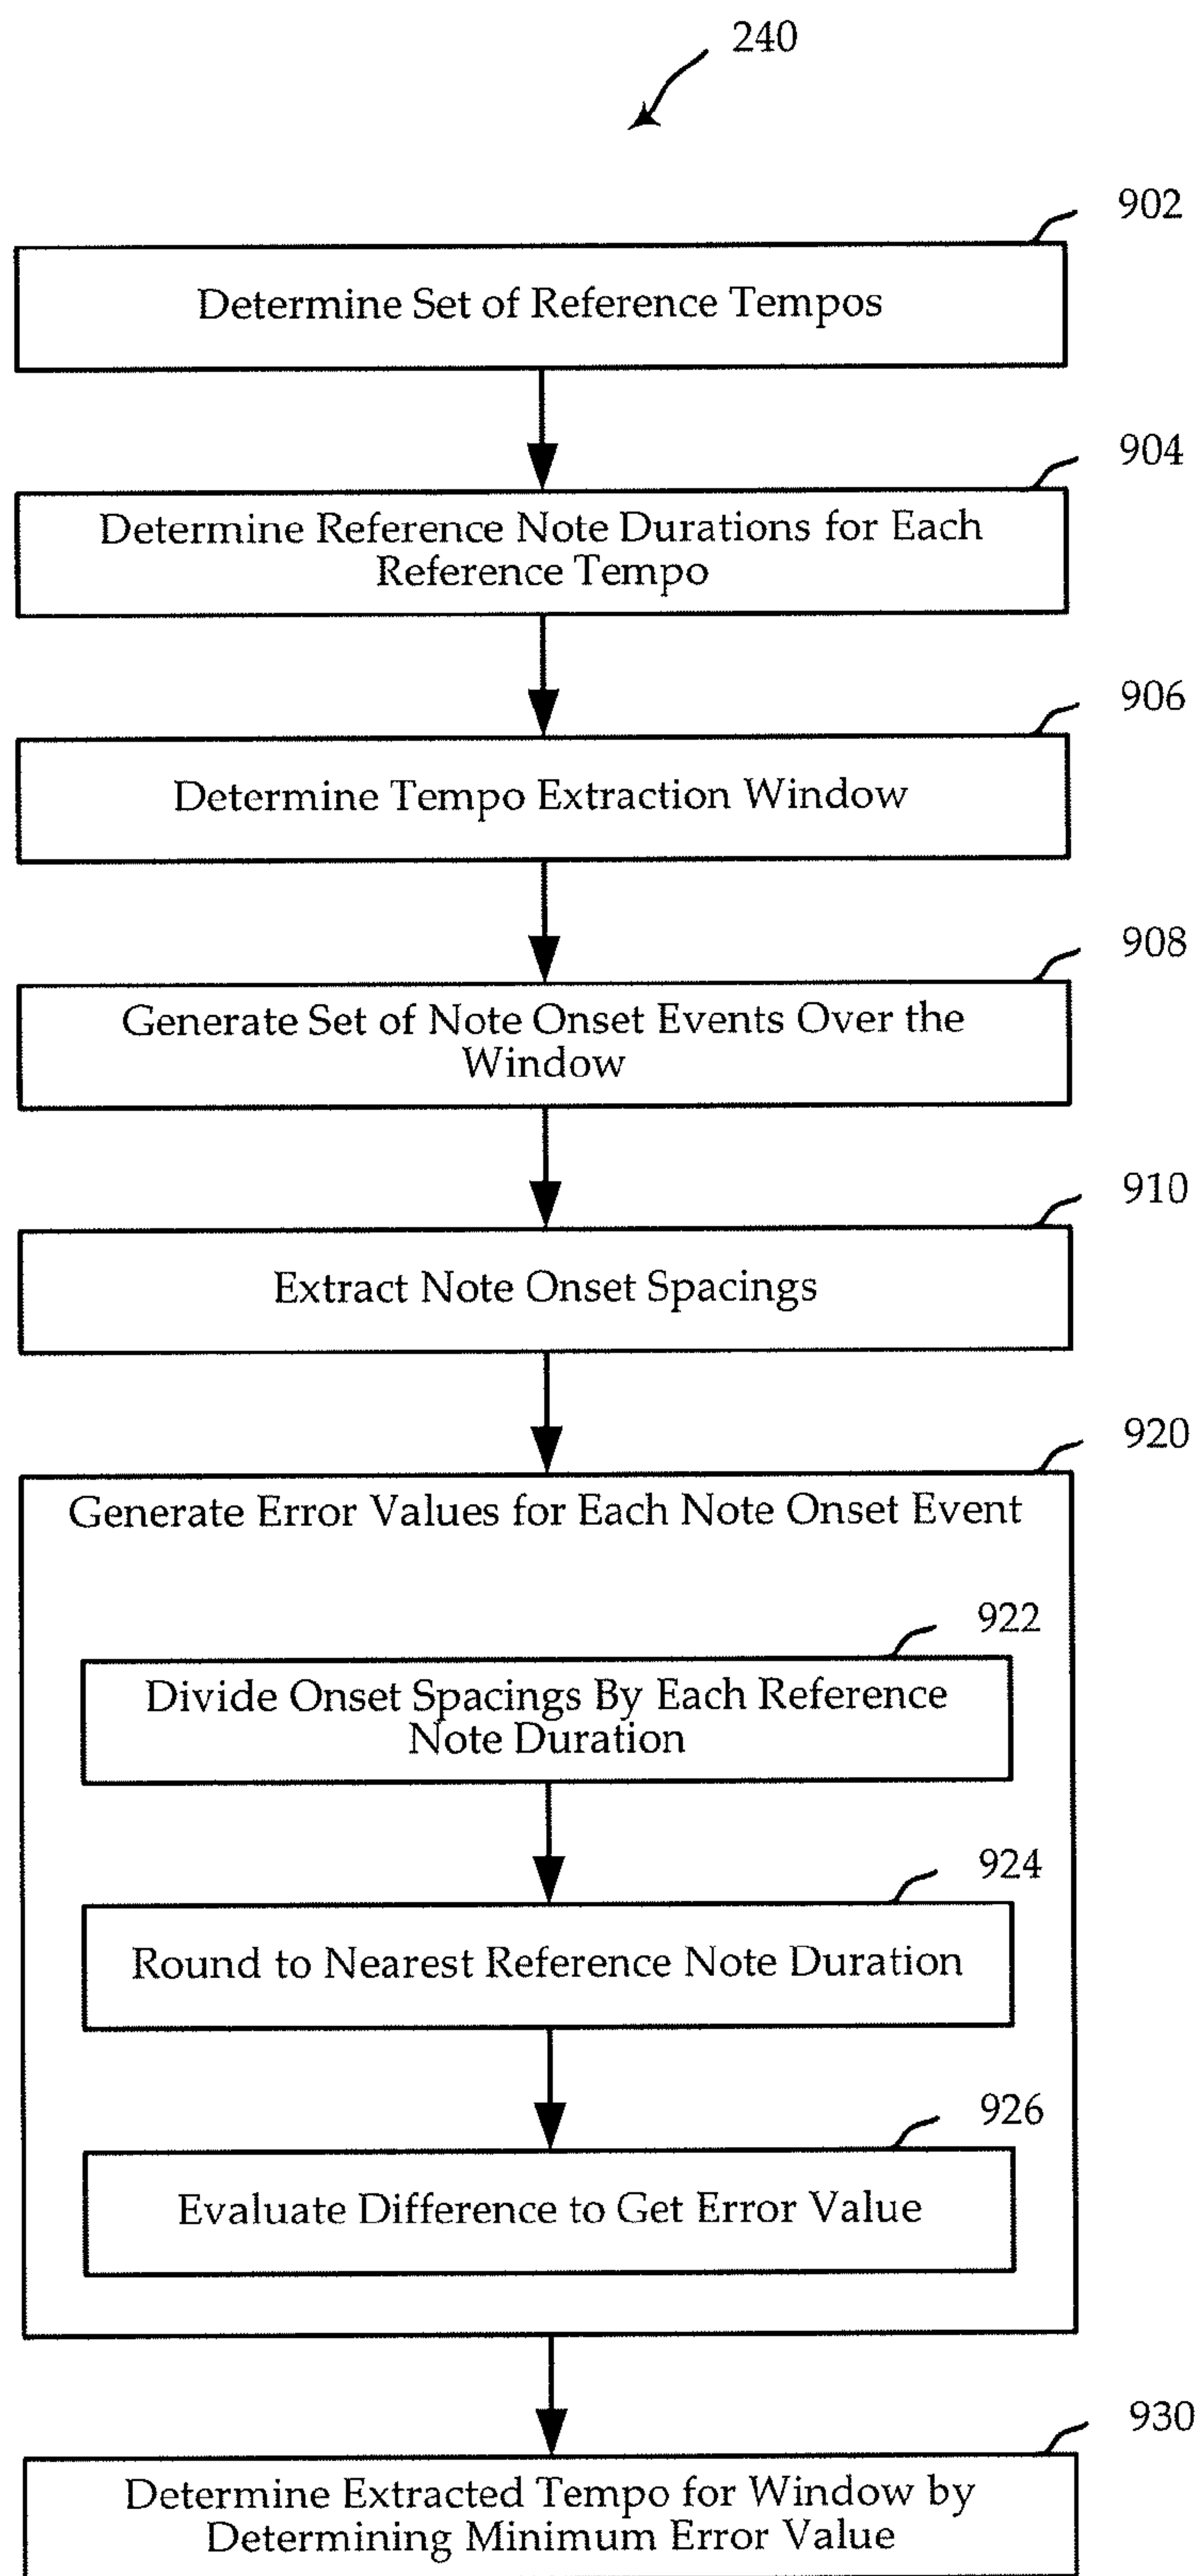 240
902
Determine Set of Reference Tempos
904
Determine Reference Note Durations for Each
Reference Tempo
906
Determine Tempo Extraction Window
908
Generate Set of Note Onset Events Over the
Window
910
Extract Note Onset Spacings
920
Generate Error Values for Each Note Onset Event
922
Divide Onset Spacings By Each Reference
Note Duration
924
Round to Nearest Reference Note Duration
926
Evaluate Difference to Get Error Value
930
Determine Extracted Tempo for Window by
Determining Minimum Error Value